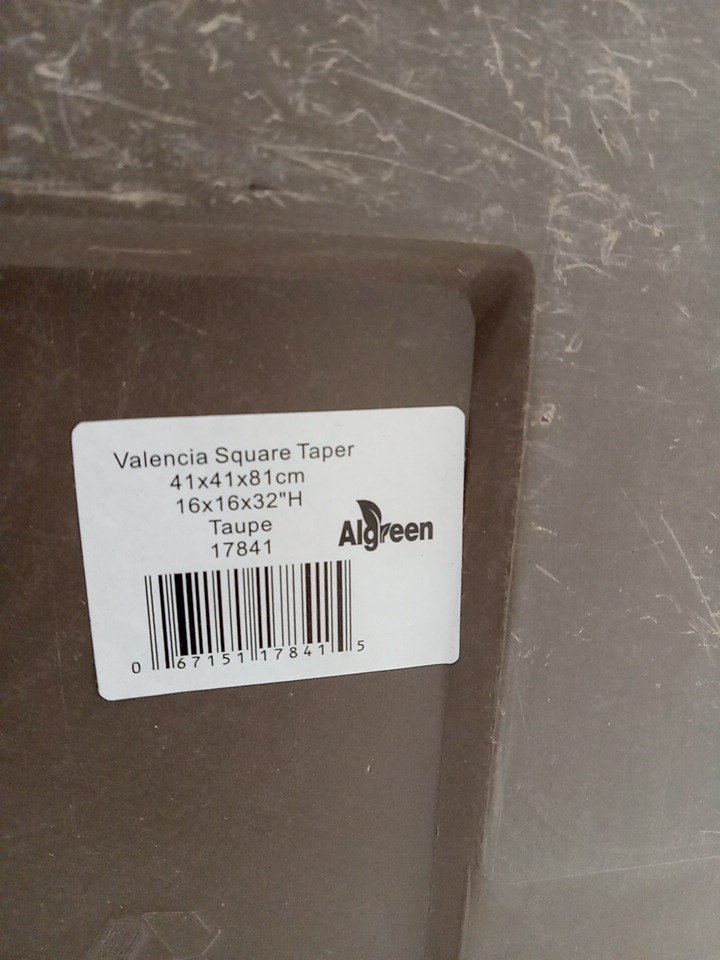 Valencia Square Taper
41x41x81cm
16x16x32"H
Taupe
17841
Algreen
0 67151 17841 5